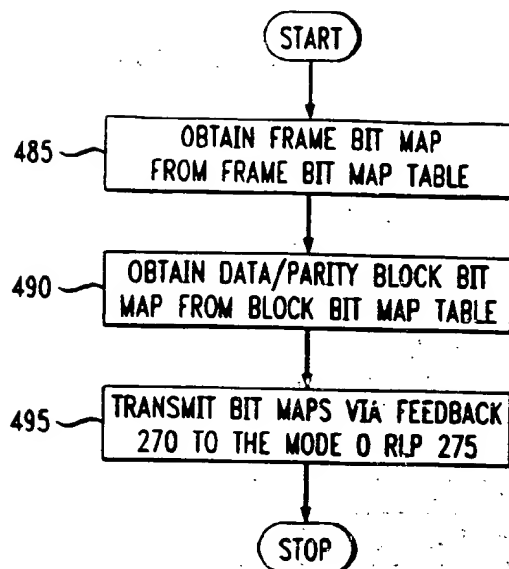 START
485
OBTAIN FRAME BIT MAP
FROM FRAME BIT MAP TABLE
490
OBTAIN DATA/PARITY BLOCK BIT
MAP FROM BLOCK BIT MAP TABLE
495
TRANSMIT BIT MAPS VIA FEEDBACK
270 TO THE MODE 0 RLP 275
STOP